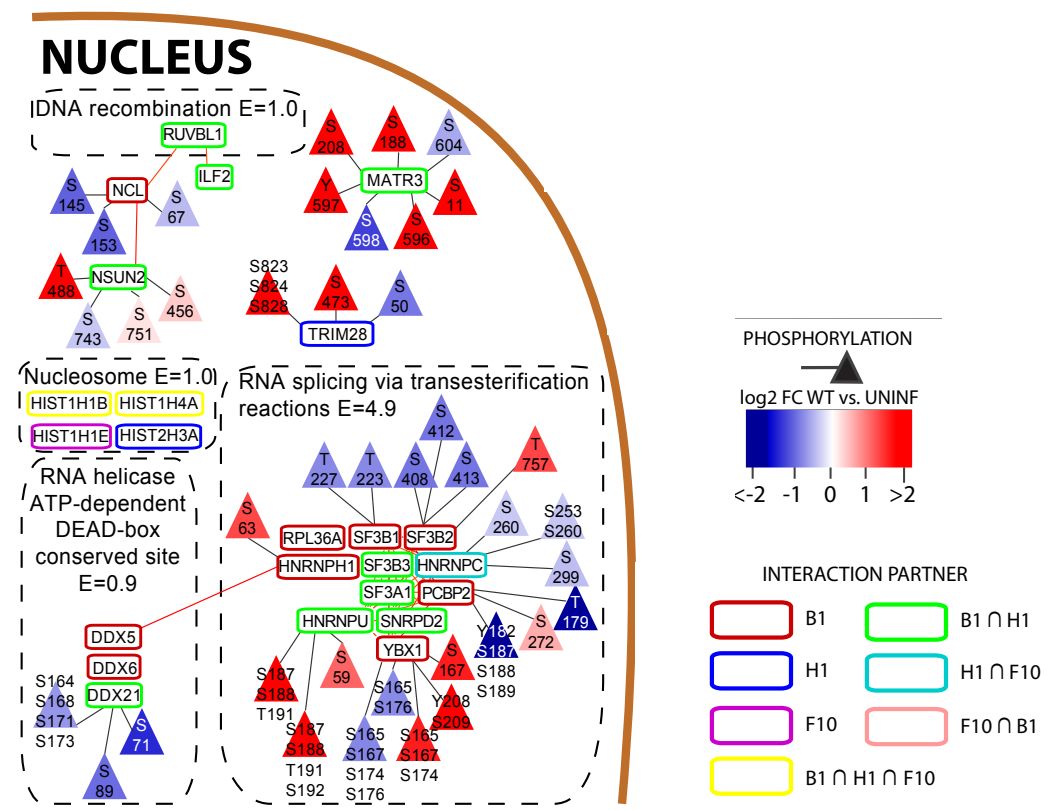 NUCLEUS
DNA recombination E=1.0
RUVBL1
ILF2
NCL
S
145
S
153
S
67
NSUN2
T
488
S
743
S
751
S
456
S
208
S
188
S
604
MATR3
Y
597
S
598
S
596
S
11
S823
S824
S828
S
473
S
50
TRIM28
Nucleosome E=1.0
HIST1H1B
HIST1H4A
HIST1H1E
HIST2H3A
RNA helicase
ATP-dependent
DEAD-box
conserved site
E=0.9
DDX5
DDX6
DDX21
S164
S168
S171
S173
S
71
S
89
RNA splicing via transesterification
reactions E=4.9
S
412
T
227
T
223
S
408
S
413
T
757
S
63
S
260
S253
S260
S
299
T
179
RPL36A
SF3B1
SF3B2
HNRNPH1
SF3B3
HNRNPC
SF3A1
PCBP2
HNRNPU
SNRPD2
YBX1
Y182
S187
S188
S189
S
272
S187
S188
T191
S187
S188
T191
S192
S
59
S165
S176
S165
S167
S174
S176
S165
S167
S174
Y208
S209
S
167
PHOSPHORYLATION
log2 FC WT vs. UNINF
<-2 -1 0 1 >2
INTERACTION PARTNER
B1
B1 ∩ H1
H1
H1 ∩ F10
F10
F10 ∩ B1
B1 ∩ H1 ∩ F10